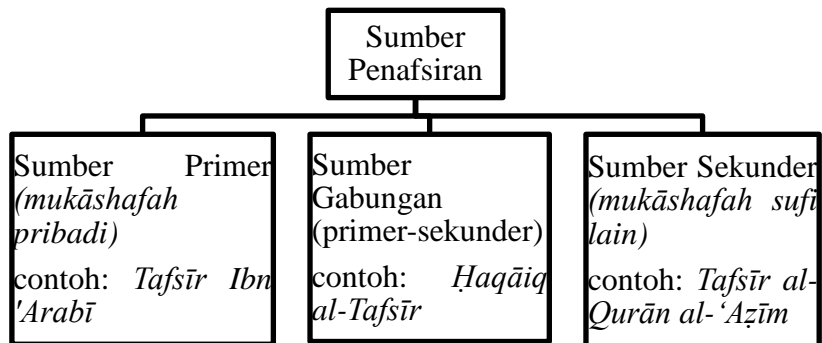 Sumber
Penafsiran
Sumber Primer
(mukāshafah
pribadi)
contoh: Tafsīr Ibn
'Arabī
Sumber
Gabungan
(primer-sekunder)
contoh: Ḥaqāiq
al-Tafsīr
Sumber Sekunder
(mukāshafah sufi
lain)
contoh: Tafsīr al-
Qurān al-‘Aẓīm